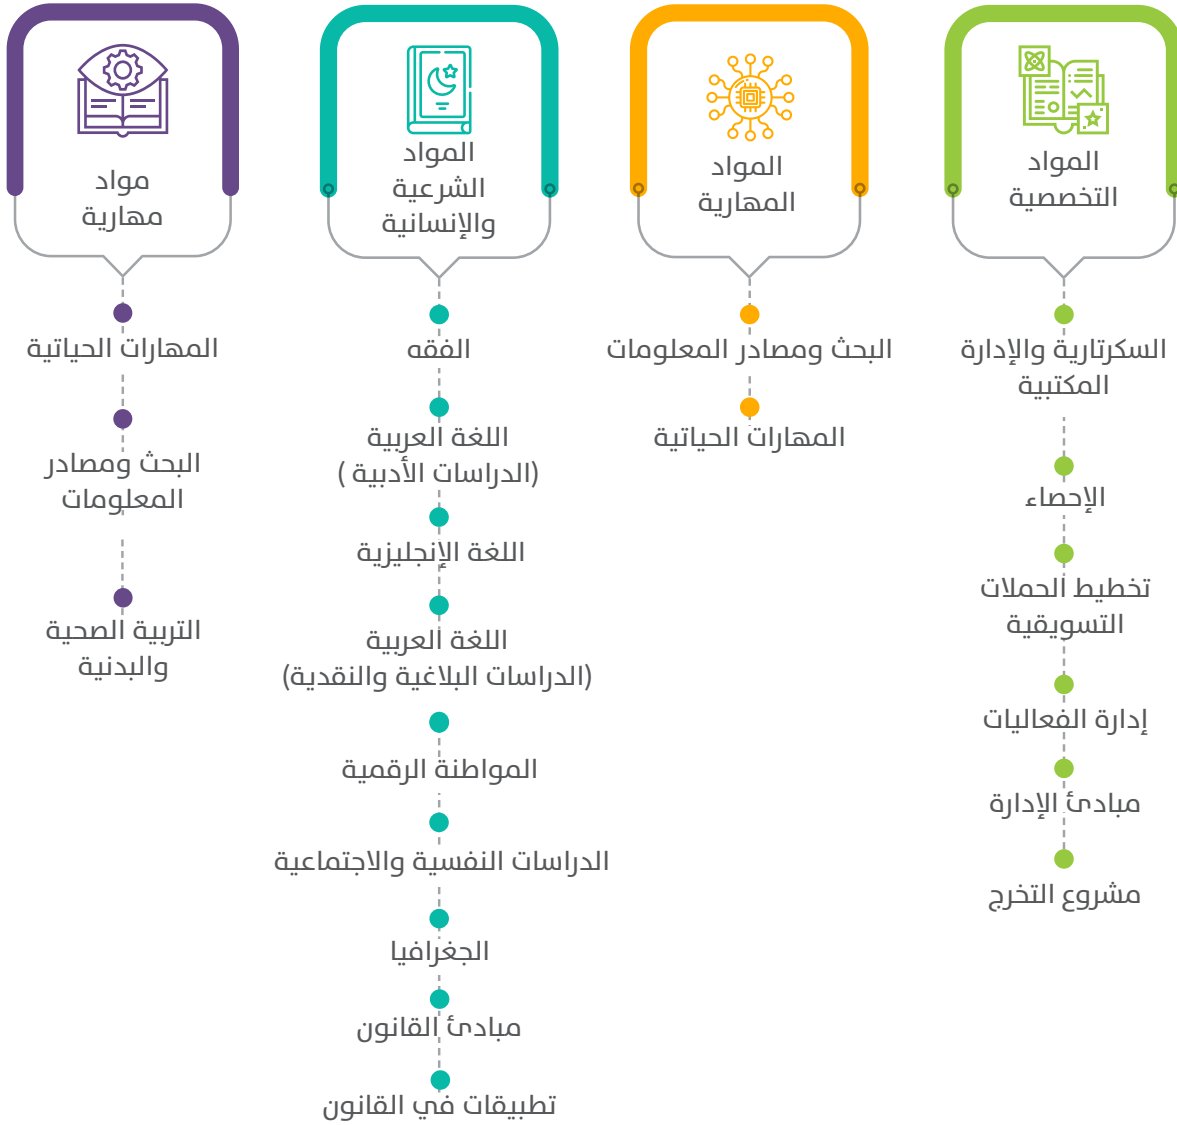 المواد
التخصصية
السكرتارية والإدارة
المكتبية
الإحصاء
تخطيط الحملات
التسويقية
إدارة الفعاليات
مبادئ الإدارة
مشروع التخرج
المواد
المهارية
البحث ومصادر المعلومات
المهارات الحياتية
المواد
الشرعية
والإنسانية
الفقه
اللغة العربية
(الدراسات الأدبية )
اللغة الإنجليزية
اللغة العربية
(الدراسات البلاغية والنقدية)
المواطنة الرقمية
الدراسات النفسية والاجتماعية
الجغرافيا
مبادئ القانون
تطبيقات في القانون
مواد
مهارية
المهارات الحياتية
البحث ومصادر
المعلومات
التربية الصحية
والبدنية